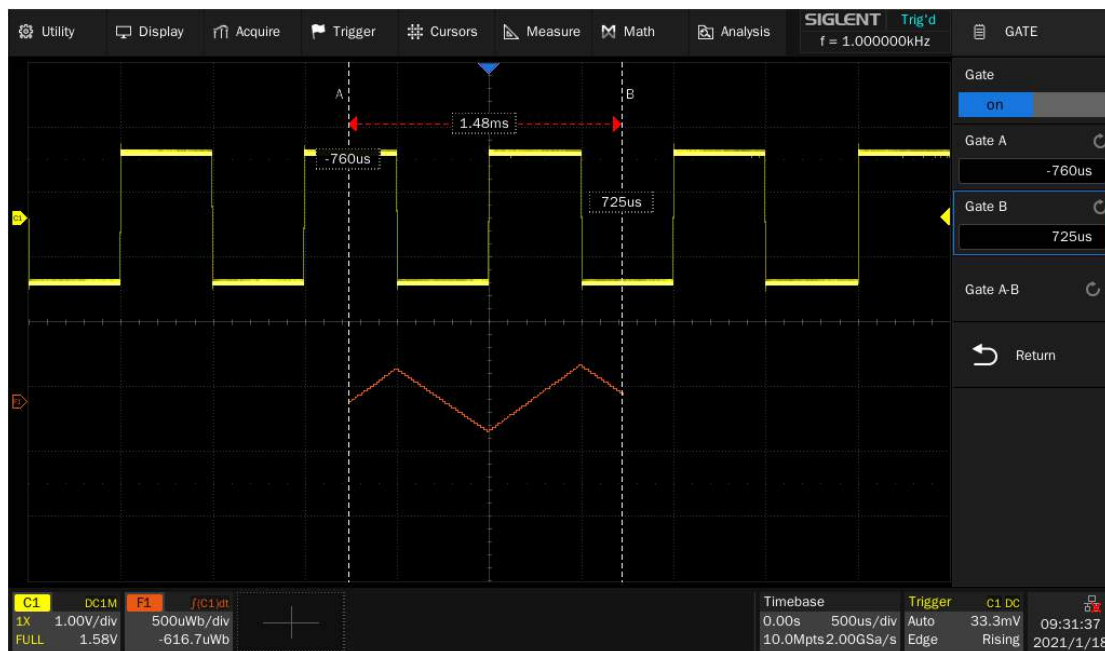 Utility Display Acquire Trigger Cursors Measure Math Analysis
SIGLENT Trig'd
f = 1.000000kHz
GATE
Gate
on
Gate A
-760us
Gate B
725us
Gate A-B
Return
A
B
1.48ms
-760us
725us
C1
F1
C1 DC1M
1X 1.00V/div
FULL 1.58V
F1 ∫(C1)dt
500uWb/div
-616.7uWb
Timebase
0.00s 500us/div
10.0Mpts 2.00GSa/s
Trigger C1 DC
Auto 33.3mV
Edge Rising
09:31:37
2021/1/18